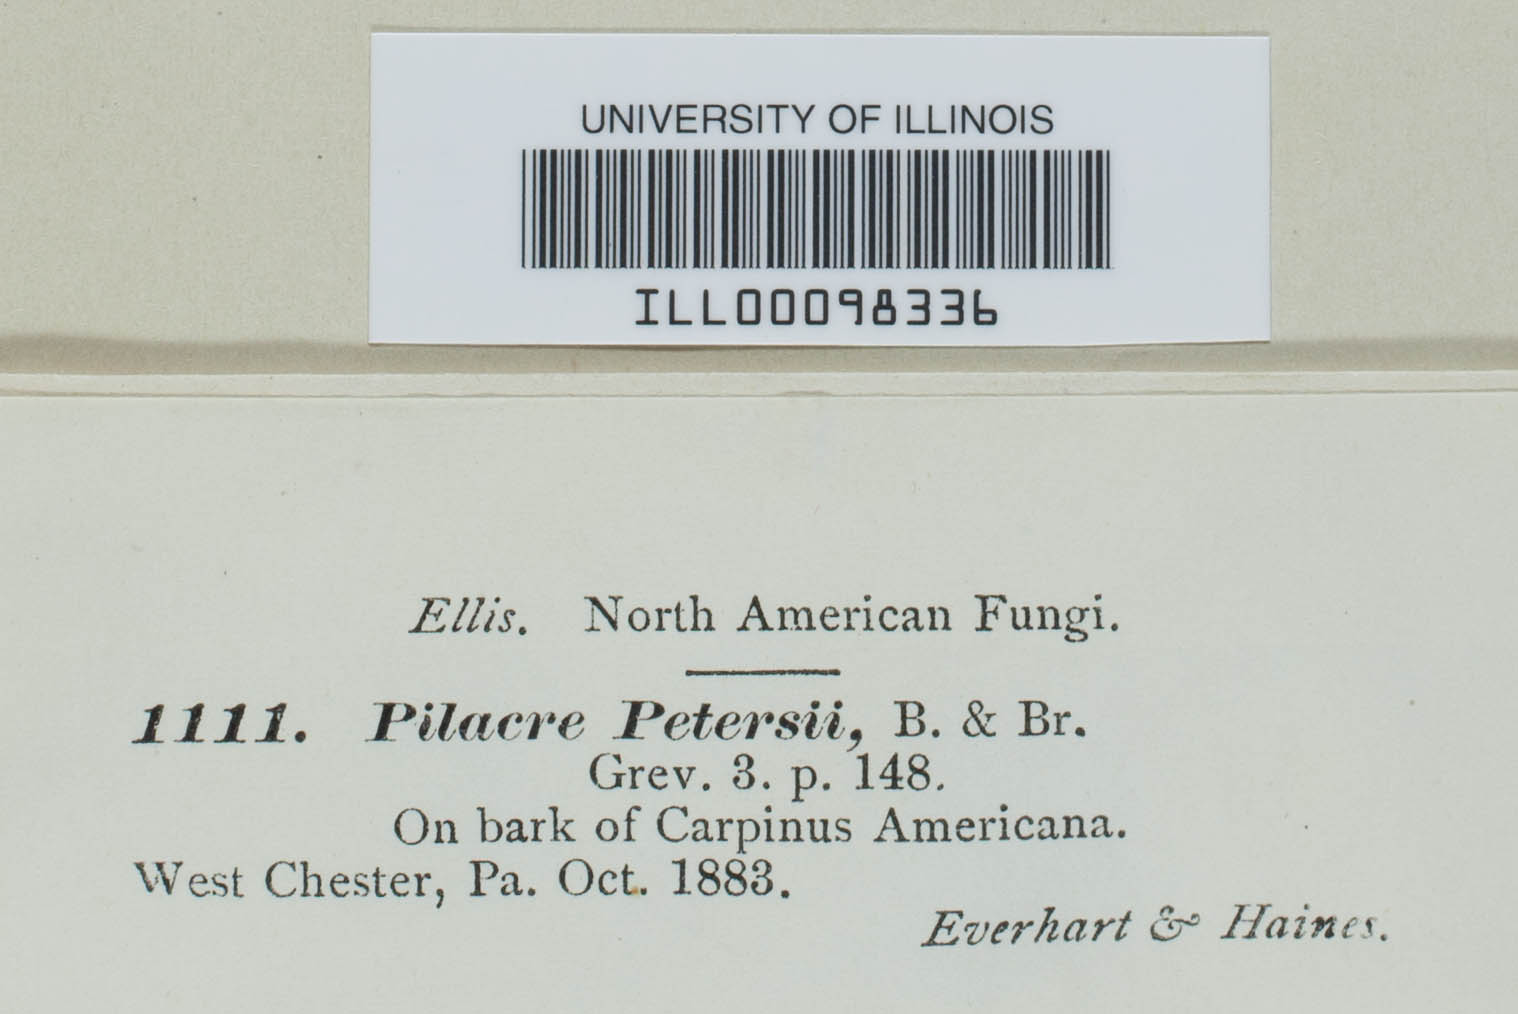 UNIVERSITY OF ILLINOIS
ILL00098336
Ellis. North American Fungi.
1111. Pilacre Petersii, B. & Br.
Grev. 3. p. 148.
On bark of Carpinus Americana.
West Chester, Pa. Oct. 1883.
Everhart & Haines.